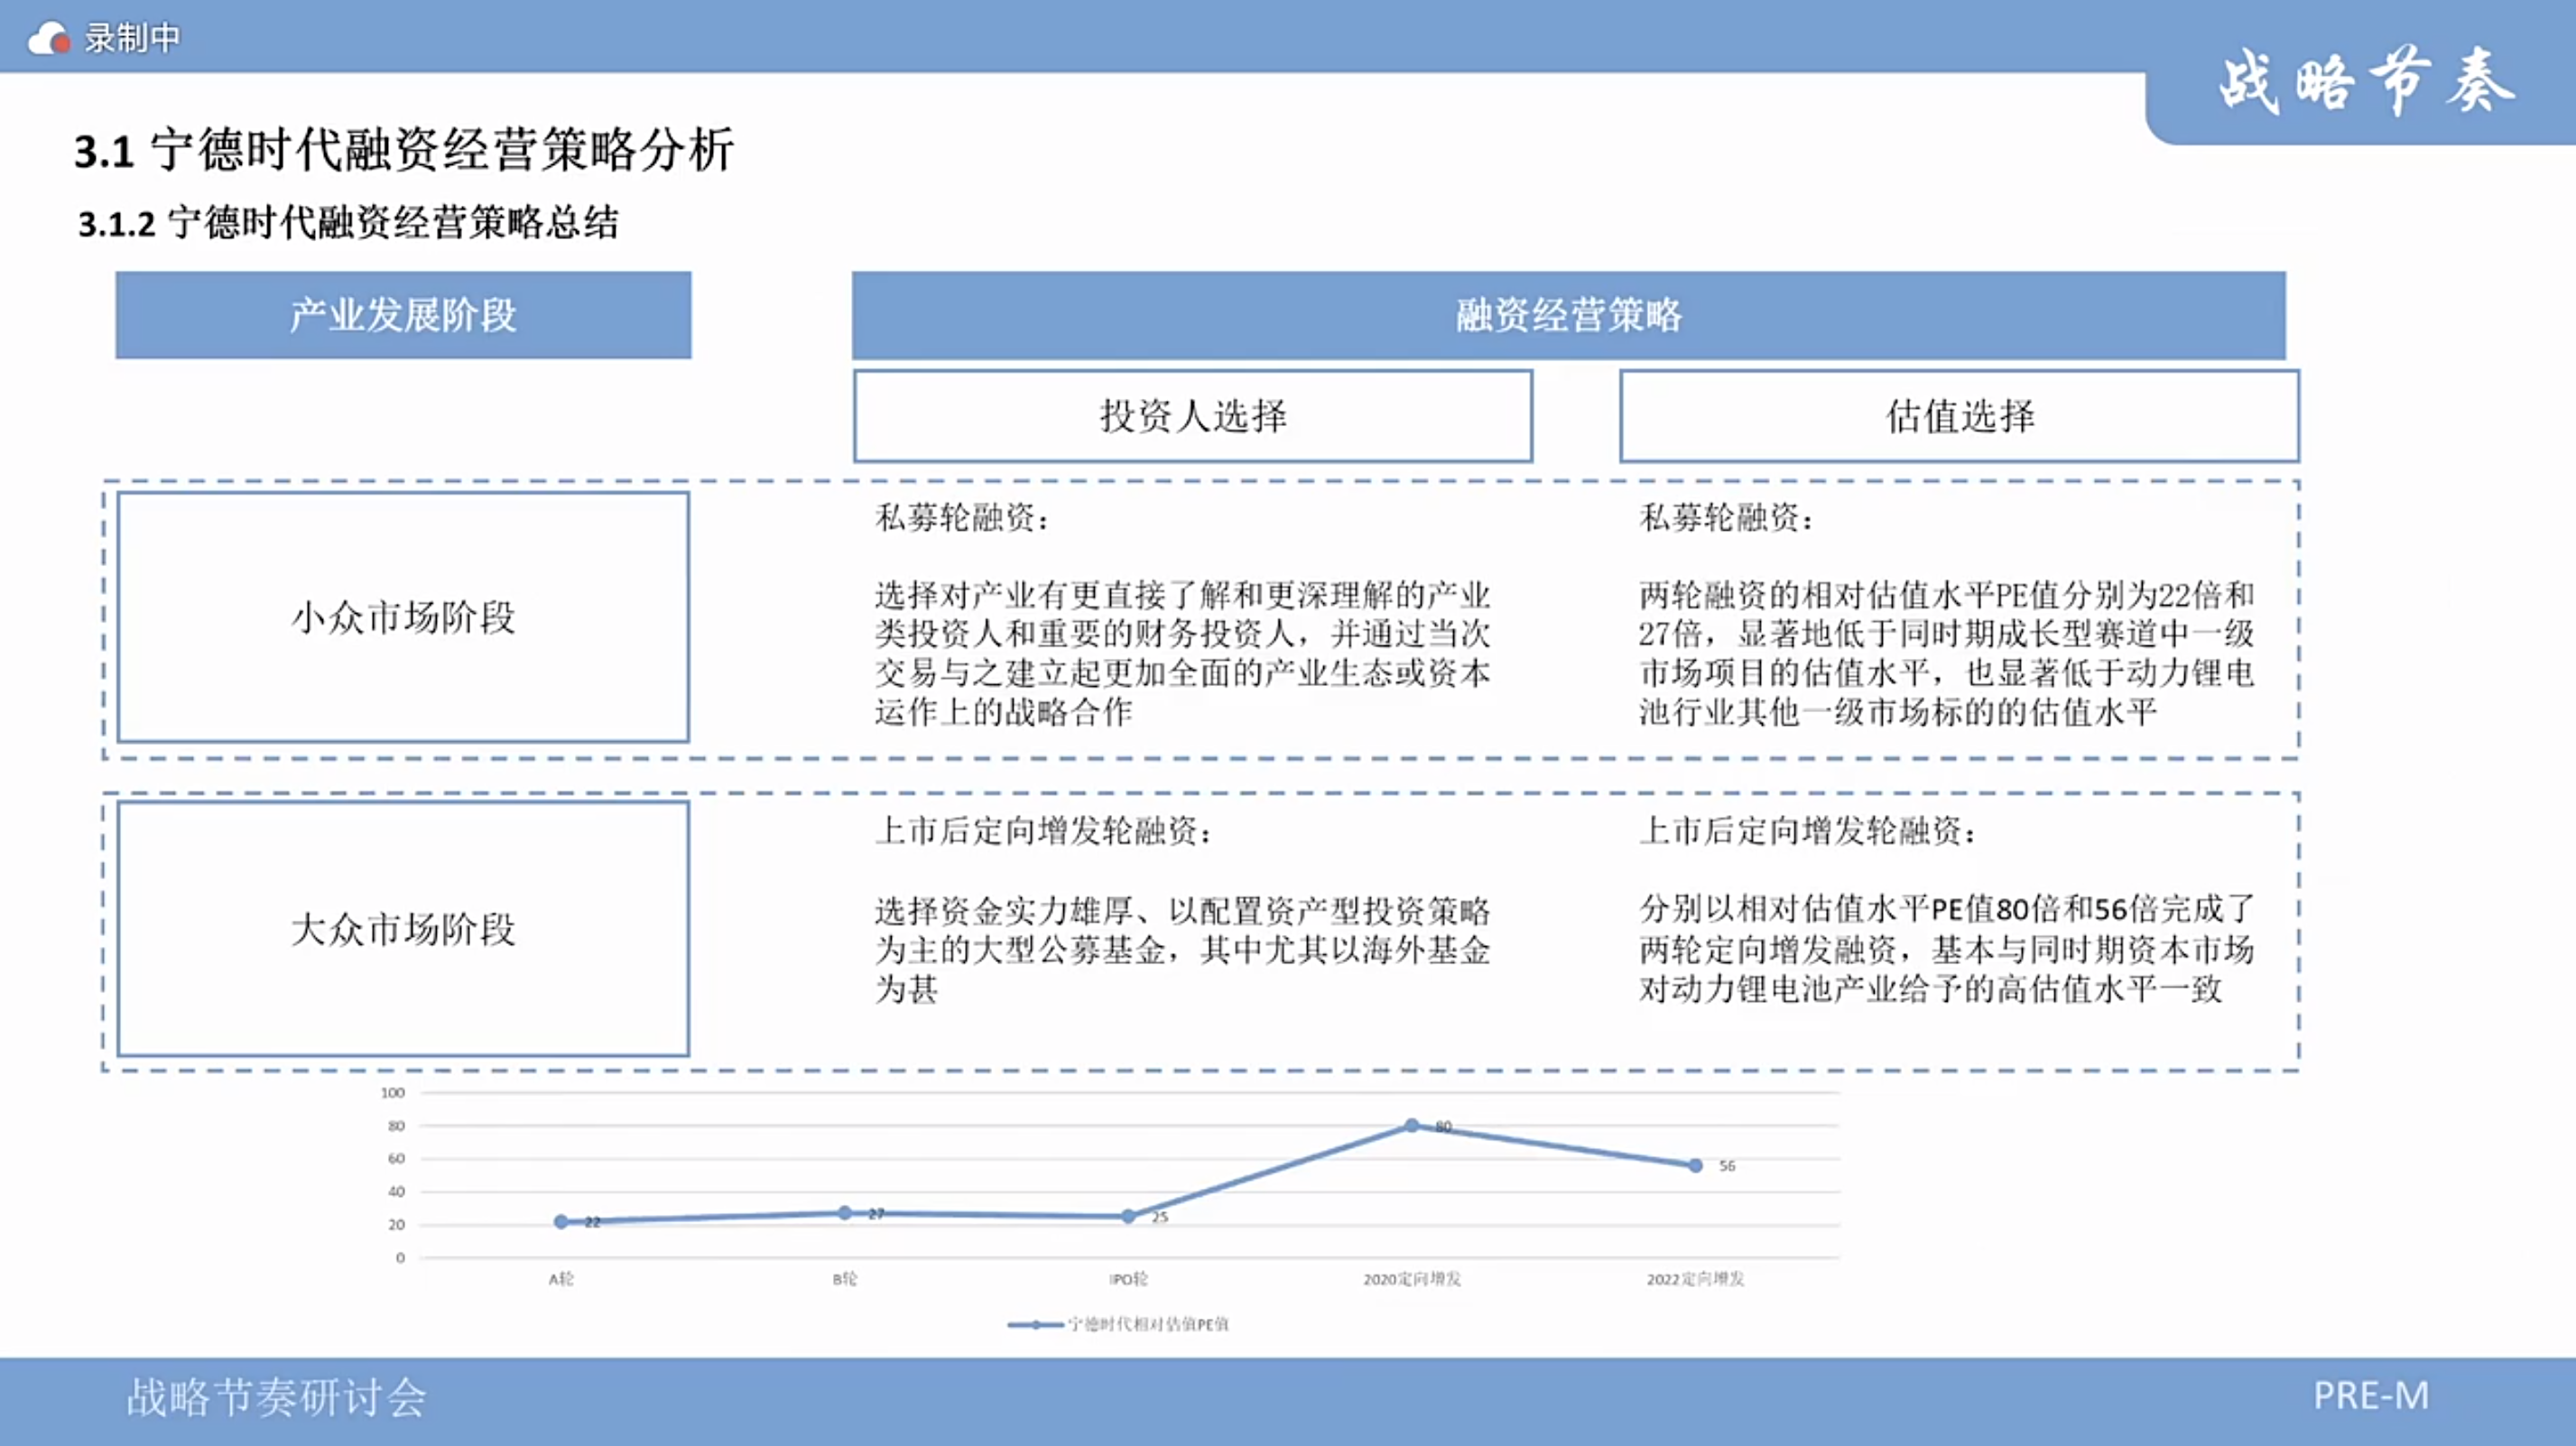 录制中
战略节奏
3.1 宁德时代融资经营策略分析
3.1.2 宁德时代融资经营策略总结
产业发展阶段
融资经营策略
投资人选择
估值选择
小众市场阶段
私募轮融资：
选择对产业有更直接了解和更深理解的产业
类投资人和重要的财务投资人，并通过当次
交易与之建立起更加全面的产业生态或资本
运作上的战略合作
私募轮融资：
两轮融资的相对估值水平PE值分别为22倍和
27倍，显著地低于同时期成长型赛道中一级
市场项目的估值水平，也显著低于动力锂电
池行业其他一级市场标的的估值水平
大众市场阶段
上市后定向增发轮融资：
选择资金实力雄厚、以配置资产型投资策略
为主的大型公募基金，其中尤其以海外基金
为甚
上市后定向增发轮融资：
分别以相对估值水平PE值80倍和56倍完成了
两轮定向增发融资，基本与同时期资本市场
对动力锂电池产业给予的高估值水平一致
100
80
60
40
20
0
22
27
25
80
56
A轮
B轮
IPO轮
2020定向增发
2022定向增发
宁德时代相对估值PE值
战略节奏研讨会
PRE-M